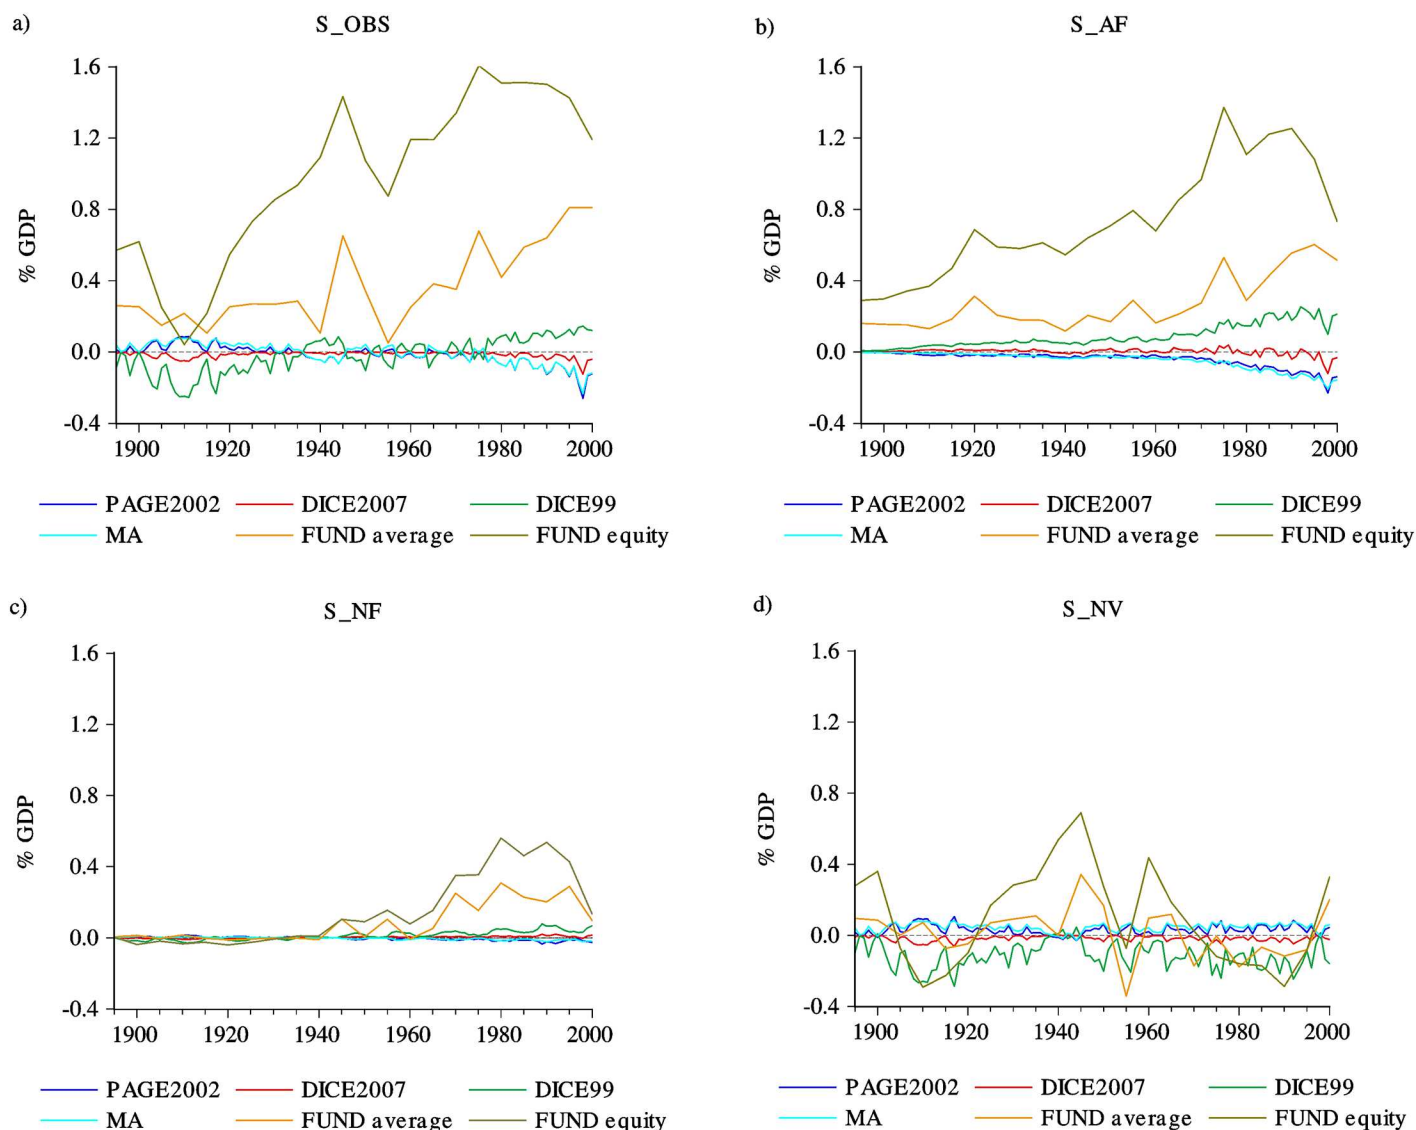 a)
S_OBS
b)
S_AF
1.6
1.2
0.8
0.4
0.0
-0.4
% GDP
1900 1920 1940 1960 1980 2000
1.6
1.2
0.8
0.4
0.0
-0.4
% GDP
1900 1920 1940 1960 1980 2000
PAGE2002 DICE2007 DICE99
MA FUND average FUND equity
PAGE2002 DICE2007 DICE99
MA FUND average FUND equity
c)
S_NF
d)
S_NV
1.6
1.2
0.8
0.4
0.0
-0.4
% GDP
1900 1920 1940 1960 1980 2000
1.6
1.2
0.8
0.4
0.0
-0.4
% GDP
1900 1920 1940 1960 1980 2000
PAGE2002 DICE2007 DICE99
MA FUND average FUND equity
PAGE2002 DICE2007 DICE99
MA FUND average FUND equity